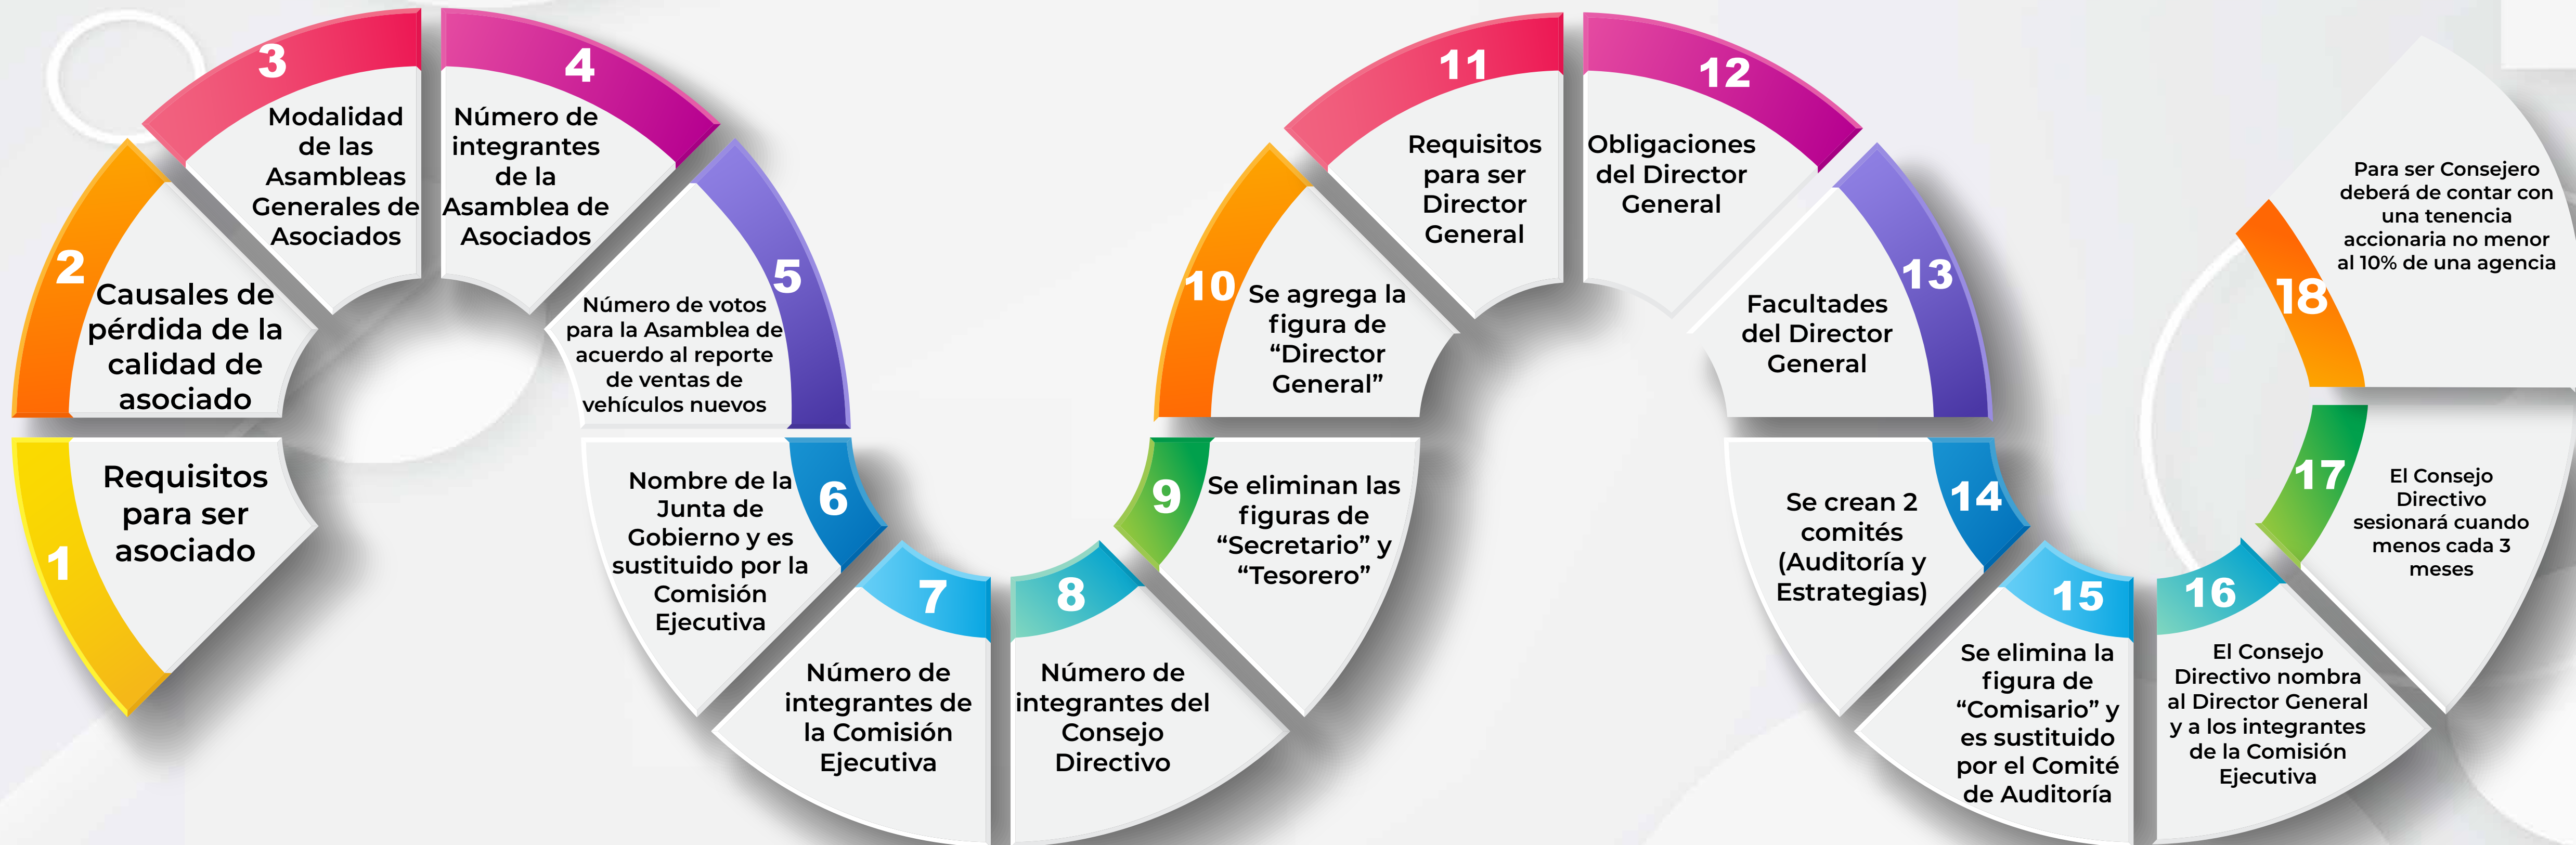 1
Requisitos
para ser
asociado
2
Causales de
pérdida de la
calidad de
asociado
3
Modalidad
de las
Asambleas
Generales de
Asociados
4
Número de
integrantes
de la
Asamblea de
Asociados
5
Número de votos
para la Asamblea de
acuerdo al reporte
de ventas de
vehículos nuevos
6
Nombre de la
Junta de
Gobierno y es
sustituido por la
Comisión
Ejecutiva
7
Número de
integrantes de
la Comisión
Ejecutiva
8
Número de
integrantes del
Consejo
Directivo
9
Se eliminan las
figuras de
“Secretario” y
“Tesorero”
10
Se agrega la
figura de
“Director
General”
11
Requisitos
para ser
Director
General
12
Obligaciones
del Director
General
13
Facultades
del Director
General
14
Se crean 2
comités
(Auditoría y
Estrategias)
15
Se elimina la
figura de
“Comisario” y
es sustituido
por el Comité
de Auditoría
16
El Consejo
Directivo nombra
al Director General
y a los integrantes
de la Comisión
Ejecutiva
17
El Consejo
Directivo
sesionará cuando
menos cada 3
meses
18
Para ser Consejero
deberá de contar con
una tenencia
accionaria no menor
al 10% de una agencia